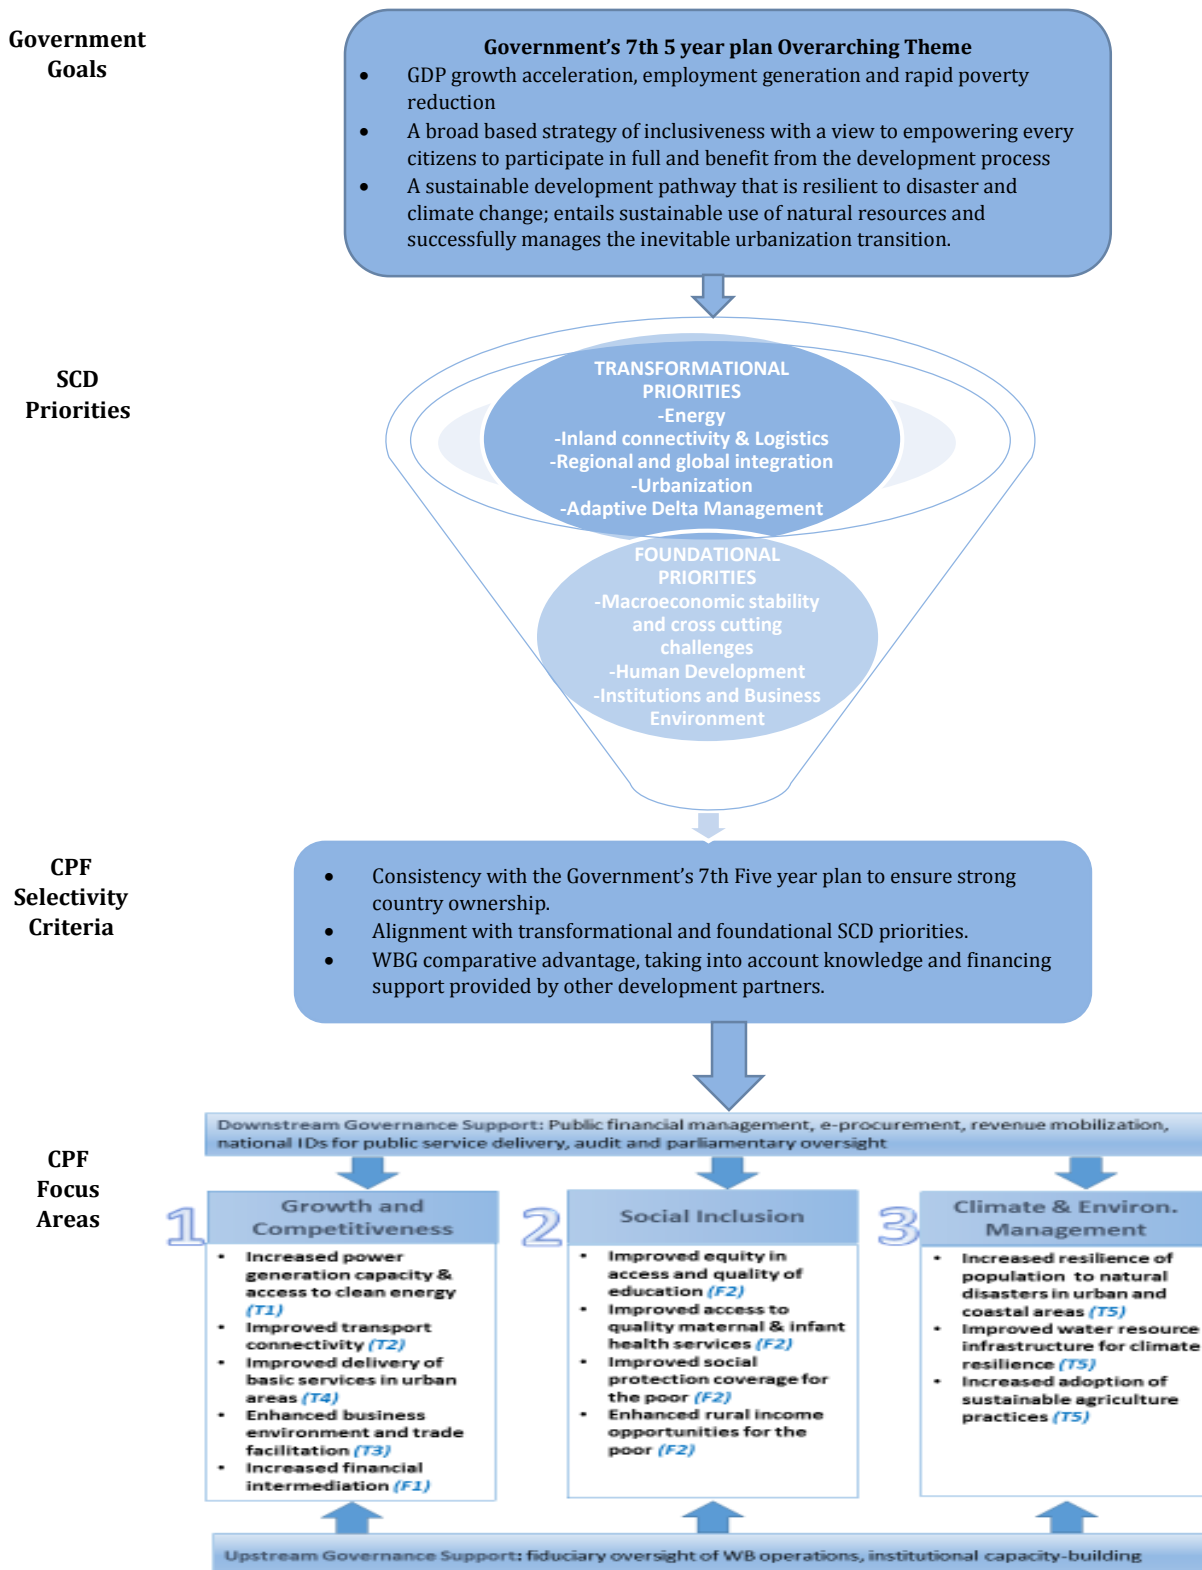 Government
Goals
Government's 7th 5 year plan Overarching Theme
• GDP growth acceleration, employment generation and rapid poverty
reduction
• A broad based strategy of inclusiveness with a view to empowering every
citizens to participate in full and benefit from the development process
• A sustainable development pathway that is resilient to disaster and
climate change; entails sustainable use of natural resources and
successfully manages the inevitable urbanization transition.
SCD
Priorities
TRANSFORMATIONAL
PRIORITIES
-Energy
-Inland connectivity & Logistics
-Regional and global integration
-Urbanization
-Adaptive Delta Management
FOUNDATIONAL
PRIORITIES
-Macroeconomic stability
and cross cutting
challenges
-Human Development
-Institutions and Business
Environment
CPF
Selectivity
Criteria
• Consistency with the Government's 7th Five year plan to ensure strong
country ownership.
• Alignment with transformational and foundational SCD priorities.
• WBG comparative advantage, taking into account knowledge and financing
support provided by other development partners.
CPF
Focus
Areas
Downstream Governance Support: Public financial management, e-procurement, revenue mobilization,
national IDs for public service delivery, audit and parliamentary oversight
1
Growth and
Competitiveness
• Increased power
generation capacity &
access to clean energy
(T1)
• Improved transport
connectivity (T2)
• Improved delivery of
basic services in urban
areas (T4)
• Enhanced business
environment and trade
facilitation (T3)
• Increased financial
intermediation (F1)
2
Social Inclusion
• Improved equity in
access and quality of
education (F2)
• Improved access to
quality maternal & infant
health services (F2)
• Improved social
protection coverage for
the poor (F2)
• Enhanced rural income
opportunities for the
poor (F2)
3
Climate & Environ.
Management
• Increased resilience of
population to natural
disasters in urban and
coastal areas (T5)
• Improved water resource
infrastructure for climate
resilience (T5)
• Increased adoption of
sustainable agriculture
practices (T5)
Upstream Governance Support: fiduciary oversight of WB operations, institutional capacity-building